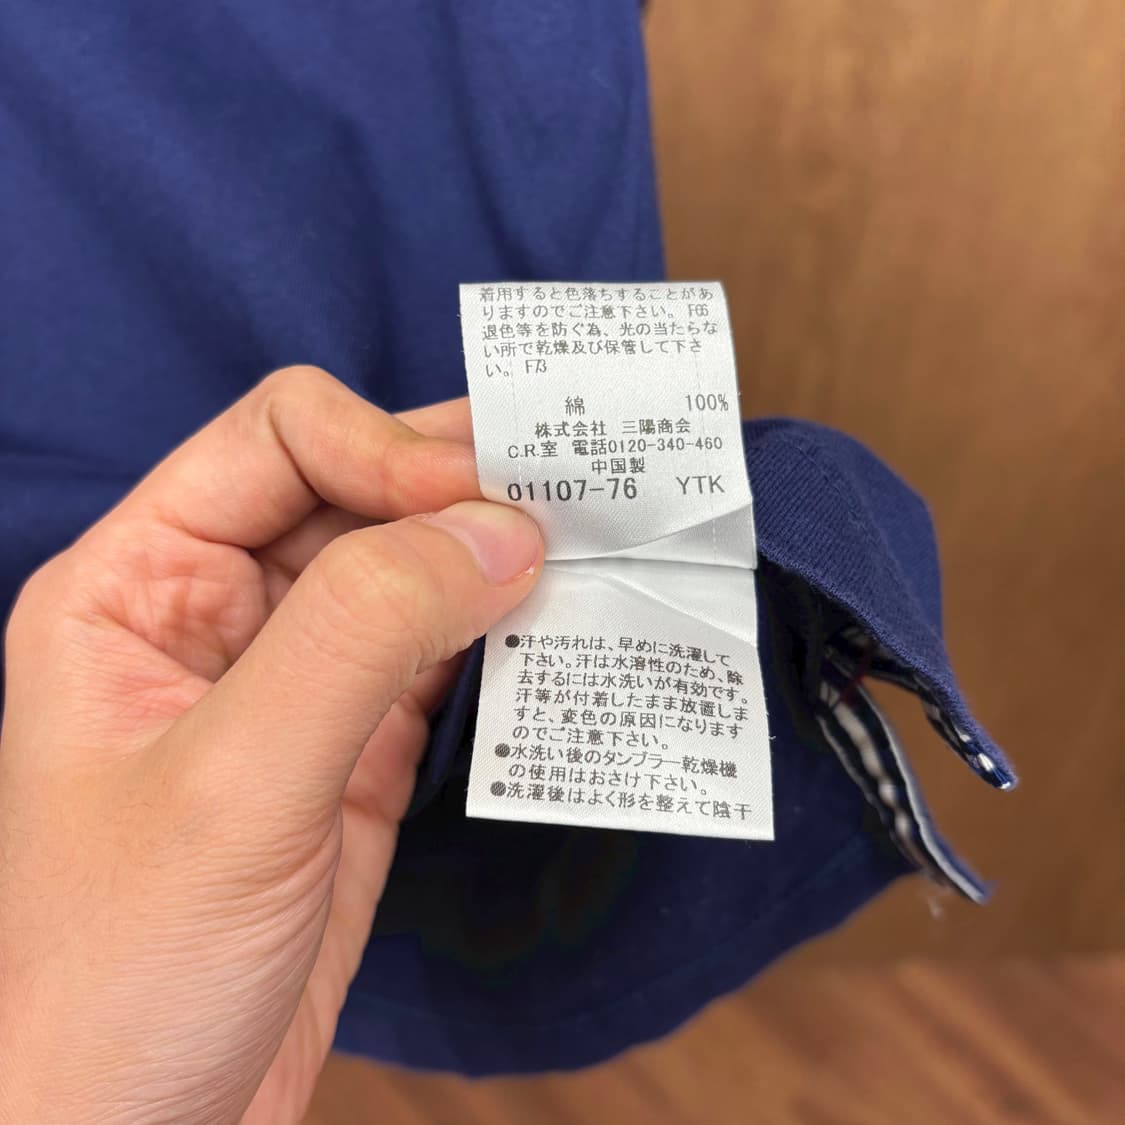 着用すると色落ちすることがあ
りますのでご注意下さい。 F66
退色等を防ぐ為、光の当たらな
い所で乾燥及び保管して下さ
い。 F73
綿 100%
株式会社 三陽商会
C.R.室 電話0120-340-460
中国製
01107-76 YTK
●汗や汚れは、早めに洗濯して
下さい。汗は水溶性のため、除
去するには水洗いが有効です。
汗等が付着したまま放置しま
すと、変色の原因になります
のでご注意下さい。
●水洗い後のタンブラー乾燥機
の使用はおさけ下さい。
●洗濯後はよく形を整えて陰干